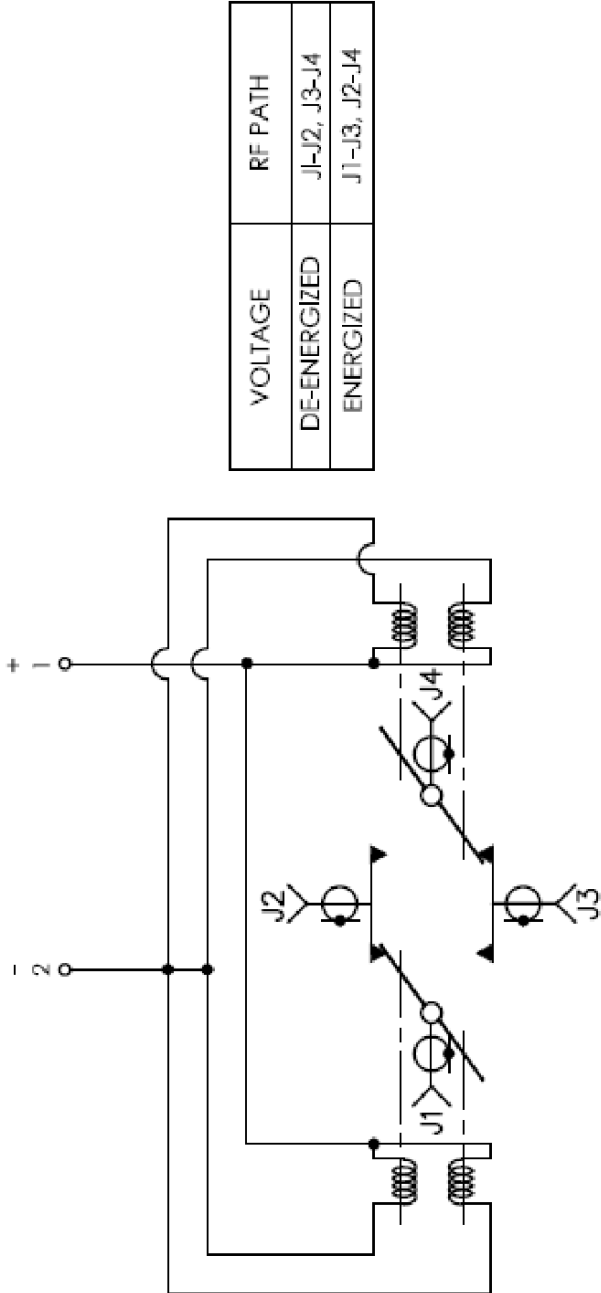 -
2
+
1
J2
J1
J4
J3
VOLTAGE RF PATH
DE-ENERGIZED J1-J2, J3-J4
ENERGIZED J1-J3, J2-J4